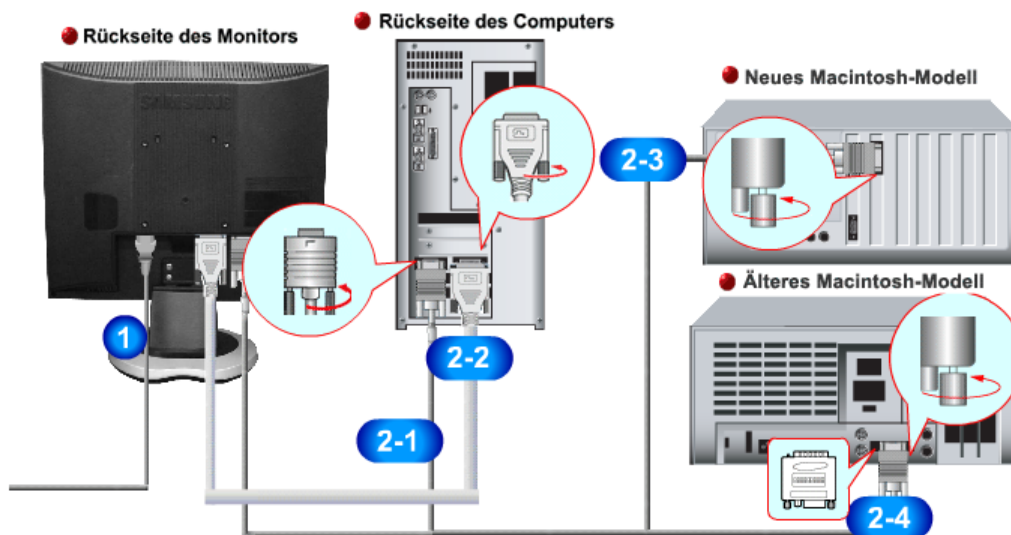 Rückseite des Monitors
Rückseite des Computers
Neues Macintosh-Modell
SAMSUNG
2-3
Älteres Macintosh-Modell
1
2-2
2-1
2-4